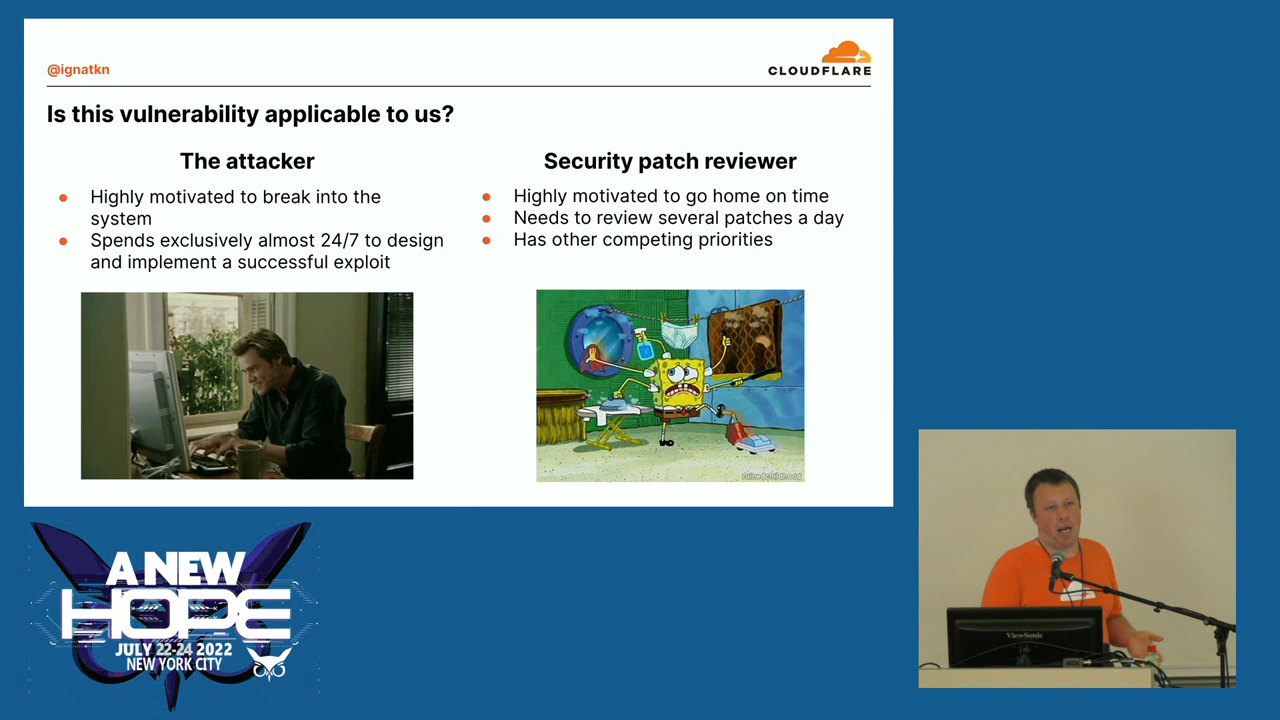 @ignatkn
CLOUDFLARE
Is this vulnerability applicable to us?
The attacker
Highly motivated to break into the
system
Spends exclusively almost 24/7 to design
and implement a successful exploit
Security patch reviewer
Highly motivated to go home on time
Needs to review several patches a day
Has other competing priorities
A NEW
HOPE
JULY 22-24 2022
NEW YORK CITY
ViewSonic